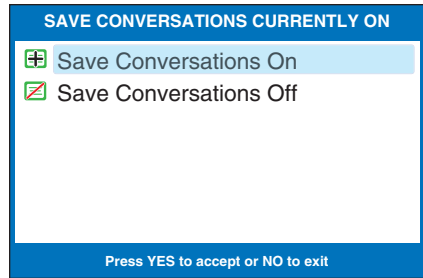 SAVE CONVERSATIONS CURRENTLY ON
Save Conversations On
Save Conversations Off
Press YES to accept or NO to exit